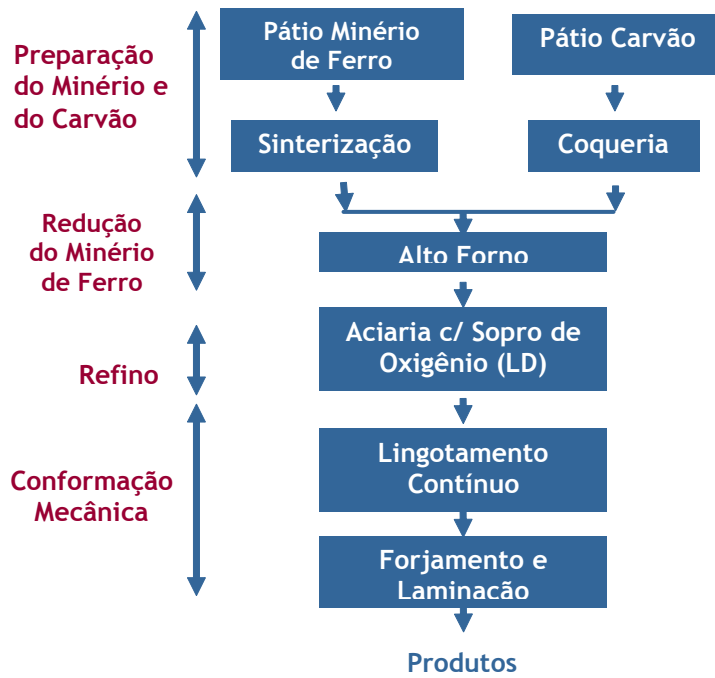 Preparação
do Minério e
do Carvão
Pátio Minério
de Ferro
Pátio Carvão
Sinterização
Coqueria
Redução
do Minério
de Ferro
Alto Forno
Refino
Aciaria c/ Sopro de
Oxigênio (LD)
Conformação
Mecânica
Lingotamento
Contínuo
Forjamento e
Laminação
Produtos